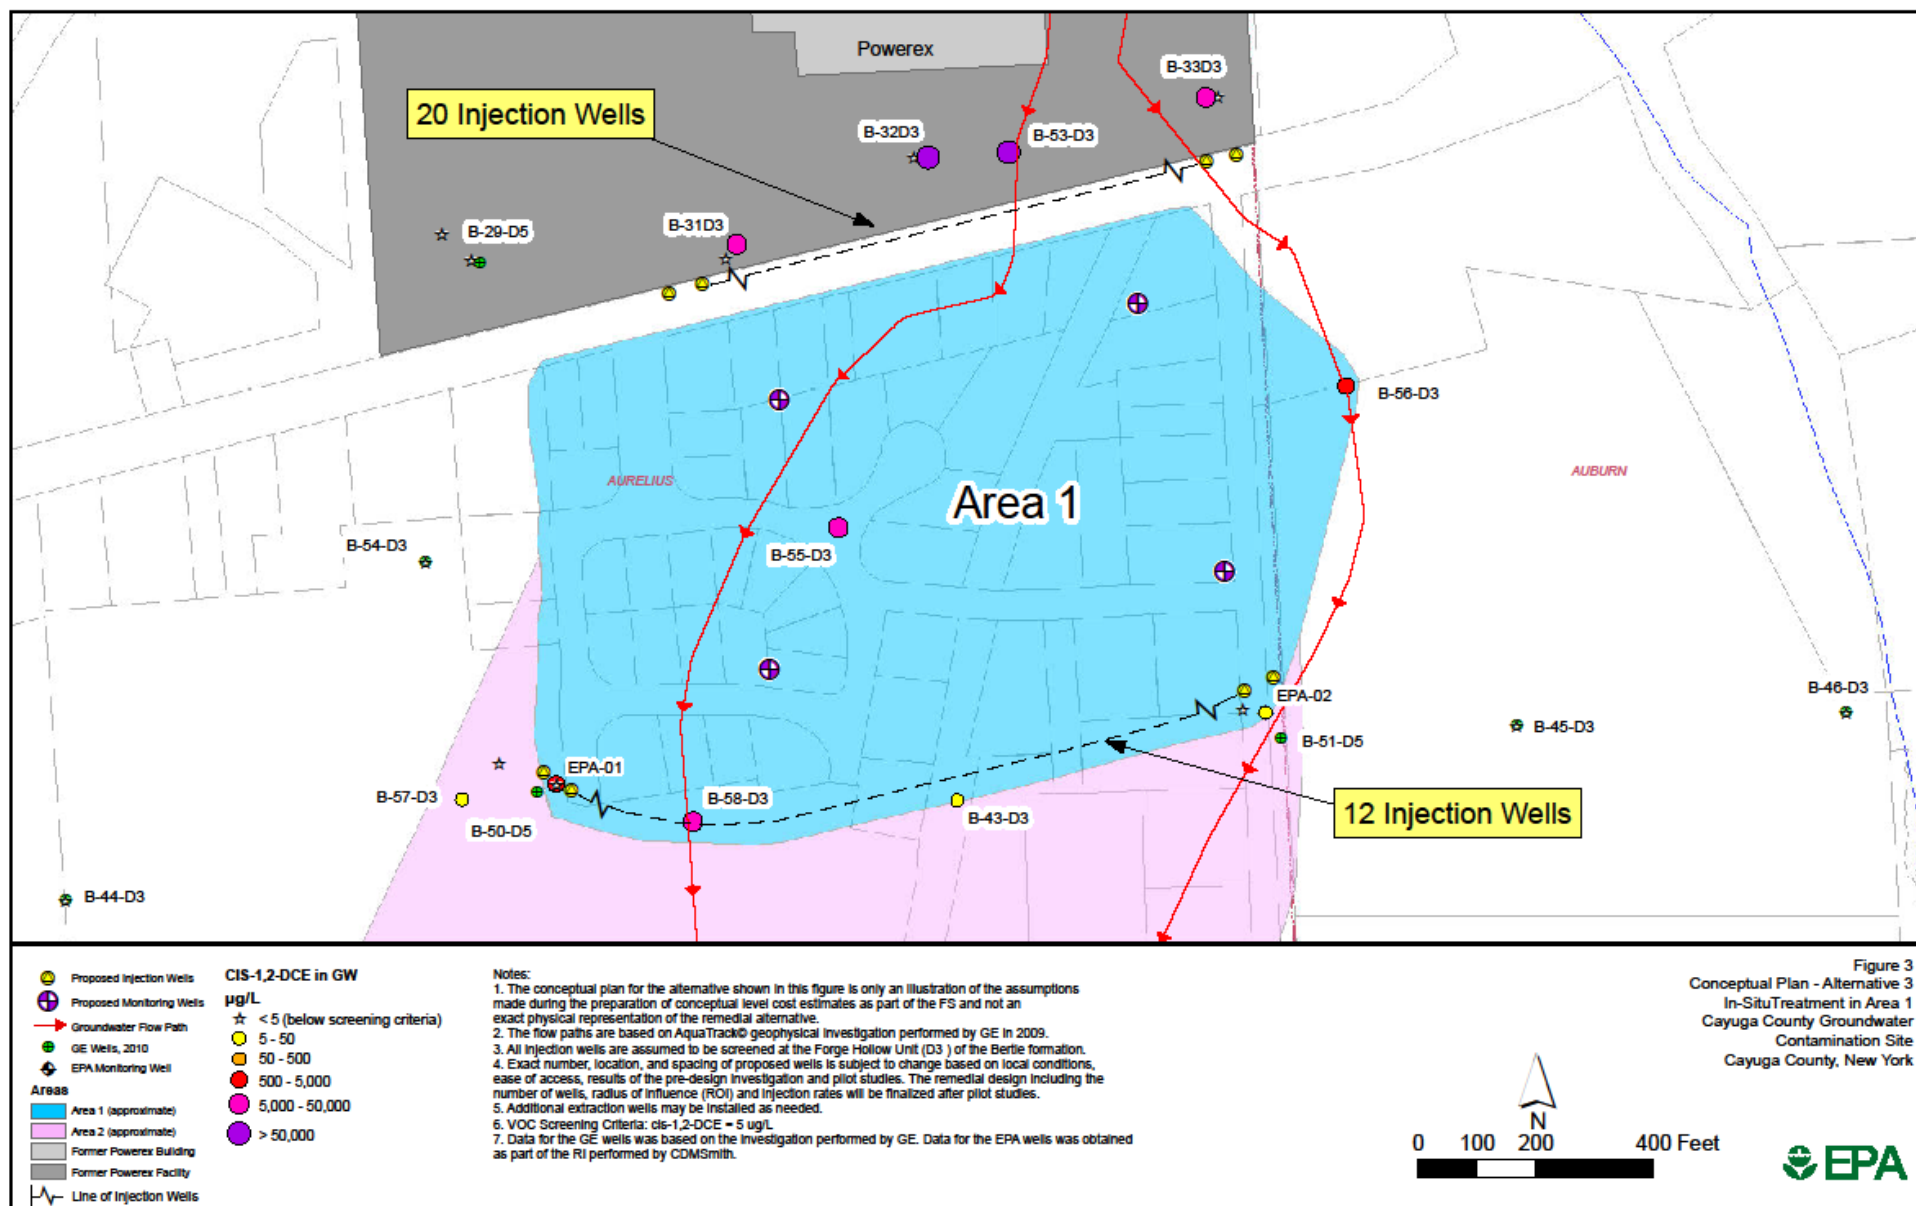 Powerex
B-33D3
20 Injection Wells
B-32D3
B-53-D3
B-29-D5
B-31D3
B-56-D3
AURELIUS
AUBURN
Area 1
B-54-D3
B-55-D3
B-46-D3
EPA-02
B-45-D3
B-51-D5
EPA-01
B-57-D3
B-58-D3
B-43-D3
12 Injection Wells
B-50-D5
B-44-D3
Proposed Injection Wells
Proposed Monitoring Wells
Groundwater Flow Path
GE Wells, 2010
EPA Monitoring Well
Areas
Area 1 (approximate)
Area 2 (approximate)
Former Powerex Building
Former Powerex Facility
Line of Injection Wells
CIS-1,2-DCE in GW
µg/L
< 5 (below screening criteria)
5 - 50
50 - 500
500 - 5,000
5,000 - 50,000
> 50,000
Notes:
1. The conceptual plan for the alternative shown in this figure is only an illustration of the assumptions
made during the preparation of conceptual level cost estimates as part of the FS and not an
exact physical representation of the remedial alternative.
2. The flow paths are based on AquaTrack© geophysical investigation performed by GE in 2009.
3. All injection wells are assumed to be screened at the Forge Hollow Unit (D3 ) of the Bertie formation.
4. Exact number, location, and spacing of proposed wells is subject to change based on local conditions,
ease of access, results of the pre-design investigation and pilot studies. The remedial design including the
number of wells, radius of influence (ROI) and injection rates will be finalized after pilot studies.
5. Additional extraction wells may be installed as needed.
6. VOC Screening Criteria: cis-1,2-DCE = 5 ug/L
7. Data for the GE wells was based on the investigation performed by GE. Data for the EPA wells was obtained
as part of the RI performed by CDMSmith.
Figure 3
Conceptual Plan - Alternative 3
In-SituTreatment in Area 1
Cayuga County Groundwater
Contamination Site
Cayuga County, New York
N
0 100 200 400 Feet
EPA